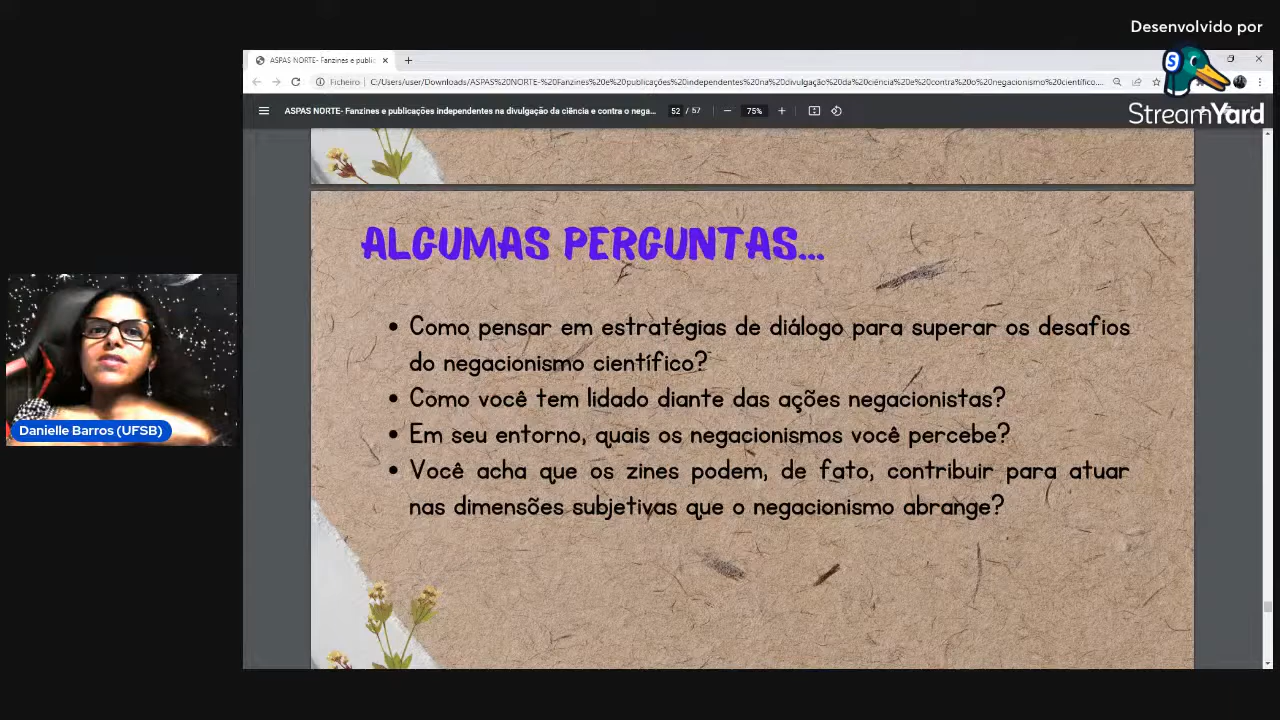 Desenvolvido por
StreamYard
ASPAS NORTE- Fanzines e publi
Ficheiro
C:/Users/user/Downloads/ASPAS%20NORTE-%20Fanzines%20e%20publicações%20independentes%20na%20divulgação%20da%20ciência%20e%20contra%20o%20negacionismo%20científico....
ASPAS NORTE- Fanzines e publicações independentes na divulgação da ciência e contra o nega...
52 / 57
75%
ALGUMAS PERGUNTAS...
• Como pensar em estratégias de diálogo para superar os desafios
do negacionismo científico?
• Como você tem lidado diante das ações negacionistas?
• Em seu entorno, quais os negacionismos você percebe?
• Você acha que os zines podem, de fato, contribuir para atuar
nas dimensões subjetivas que o negacionismo abrange?
Danielle Barros (UFSB)